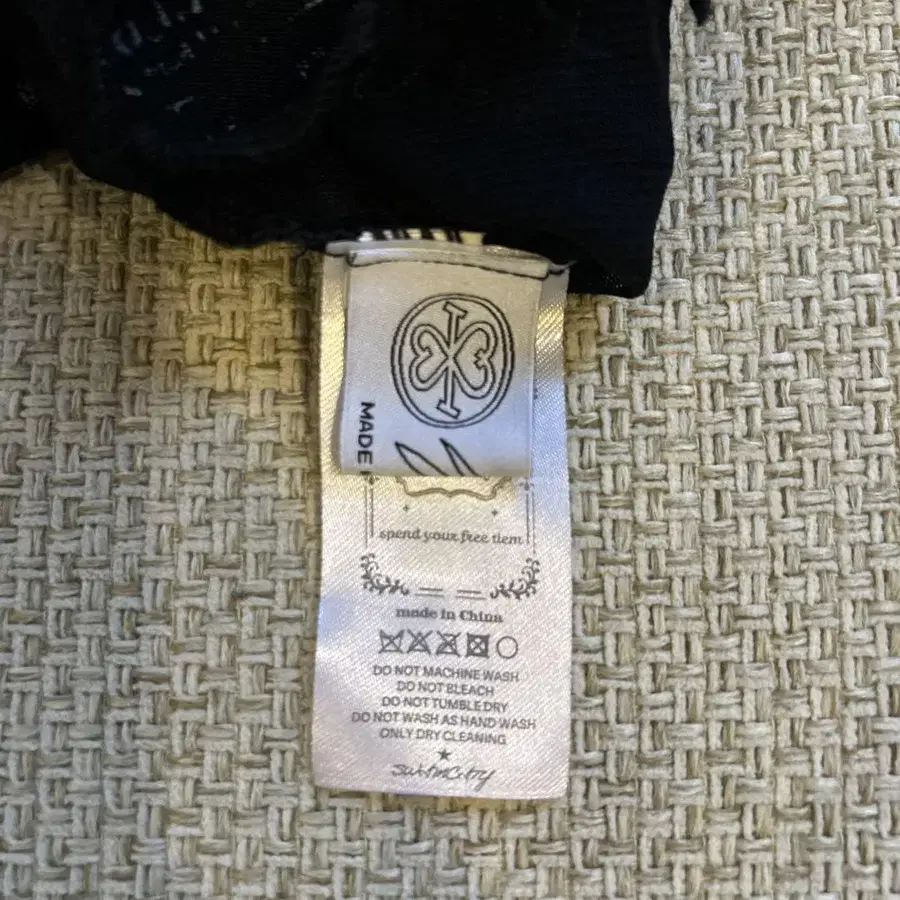 MADE
spend your free tiem
made in China
DO NOT MACHINE WASH
DO NOT BLEACH
DO NOT TUMBLE DRY
DO NOT WASH AS HAND WASH
ONLY DRY CLEANING